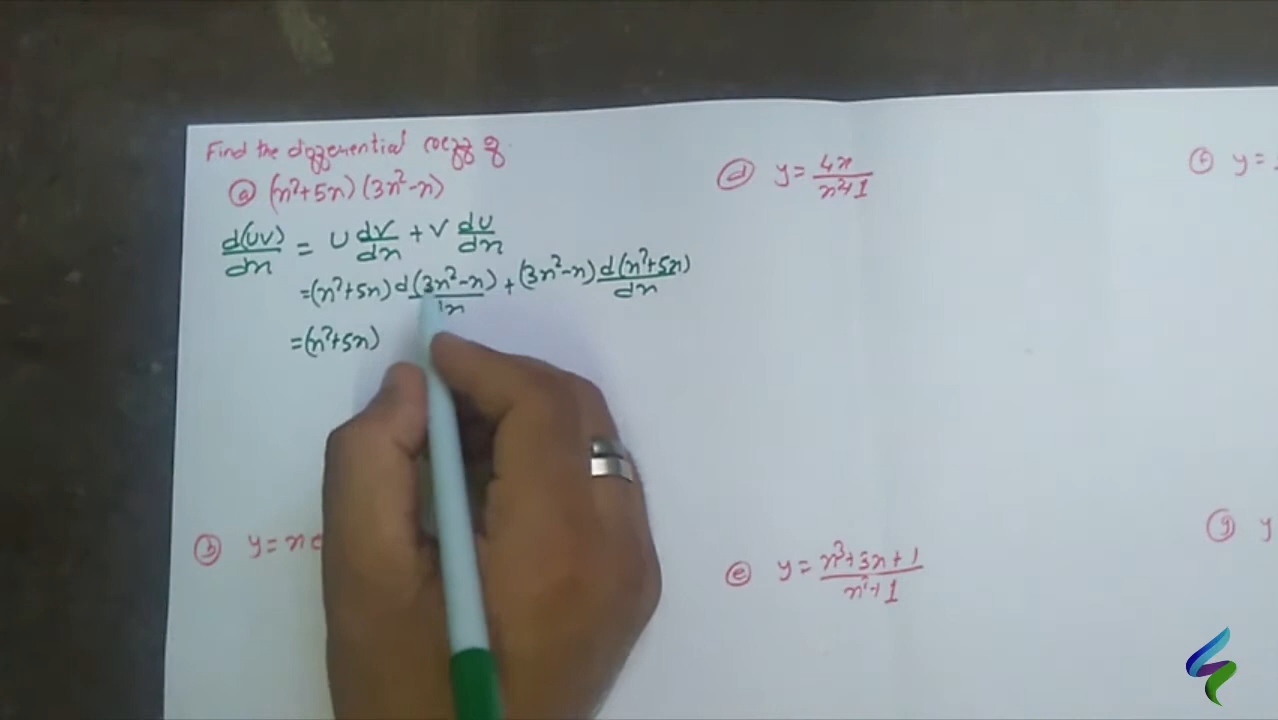 Find the differential coeff of
ⓐ (x²+5x) (3x²-x)
d(UV)/dx = U dV/dx + V dU/dx
=(x²+5x) d(3x²-x)/dx + (3x²-x) d(x²+5x)/dx
=(x²+5x)
ⓑ y= x
ⓓ y= 4x/x²+1
ⓔ y= x³+3x+1/x²+1
y=
ⓖ y